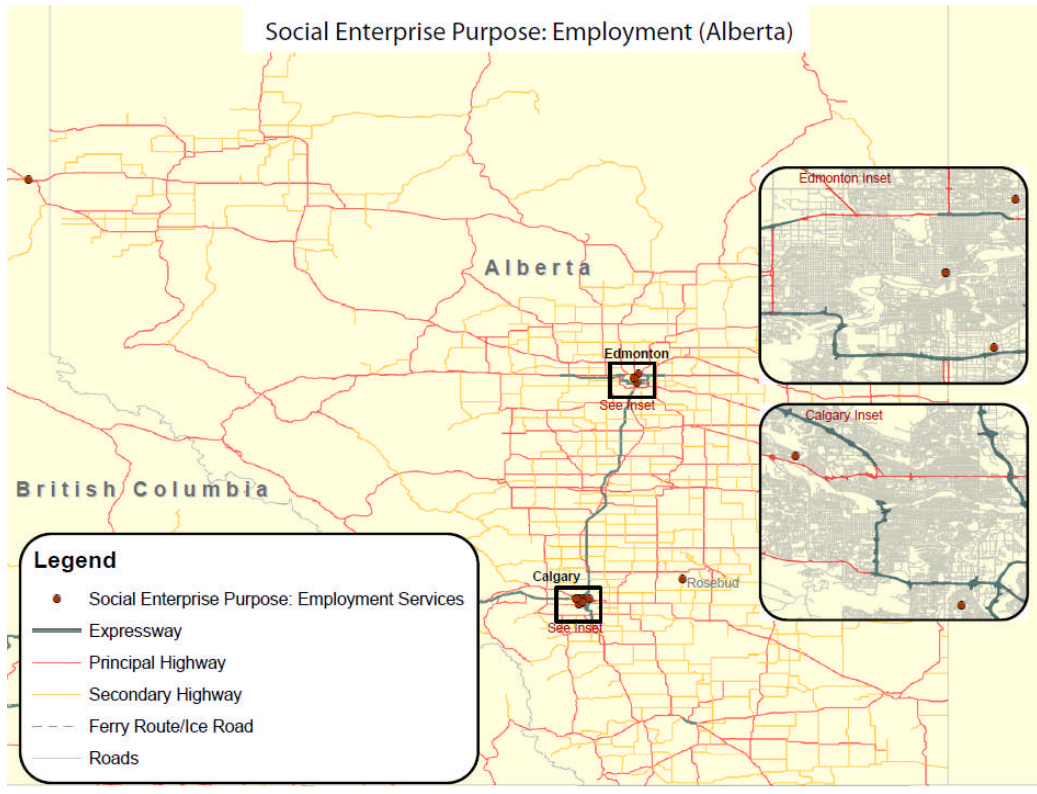 Social Enterprise Purpose: Employment (Alberta)
Edmonton Inset
Alberta
Edmonton
See Inset
Calgary Inset
British Columbia
Calgary
Rosebud
See Inset
Legend
Social Enterprise Purpose: Employment Services
Expressway
Principal Highway
Secondary Highway
Ferry Route/Ice Road
Roads